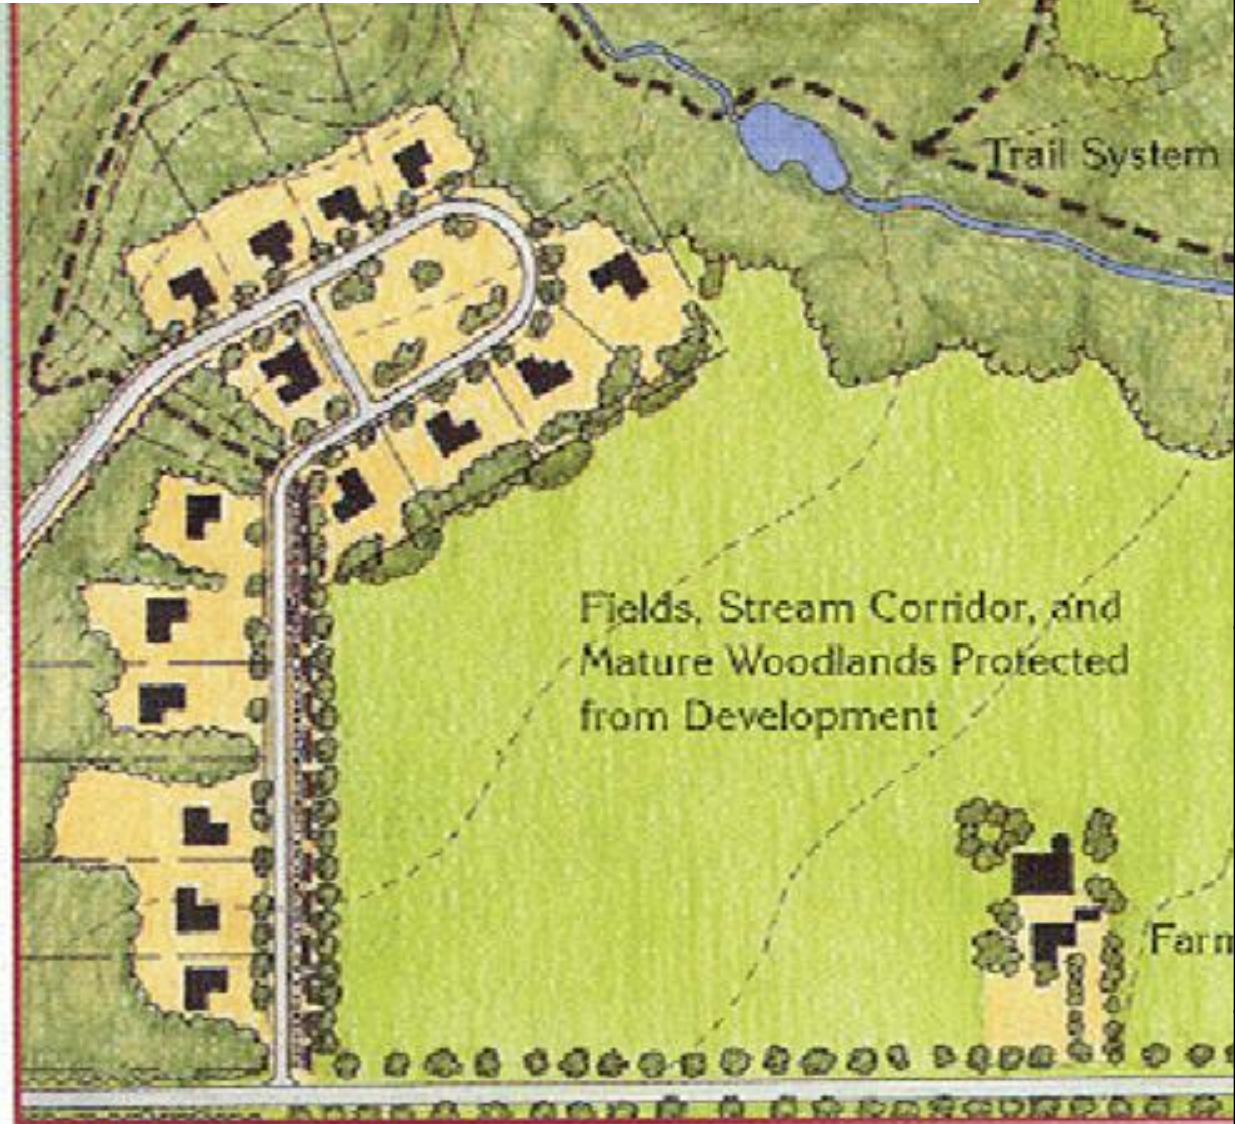 Trail System
Fields, Stream Corridor, and
Mature Woodlands Protected
from Development
Farm